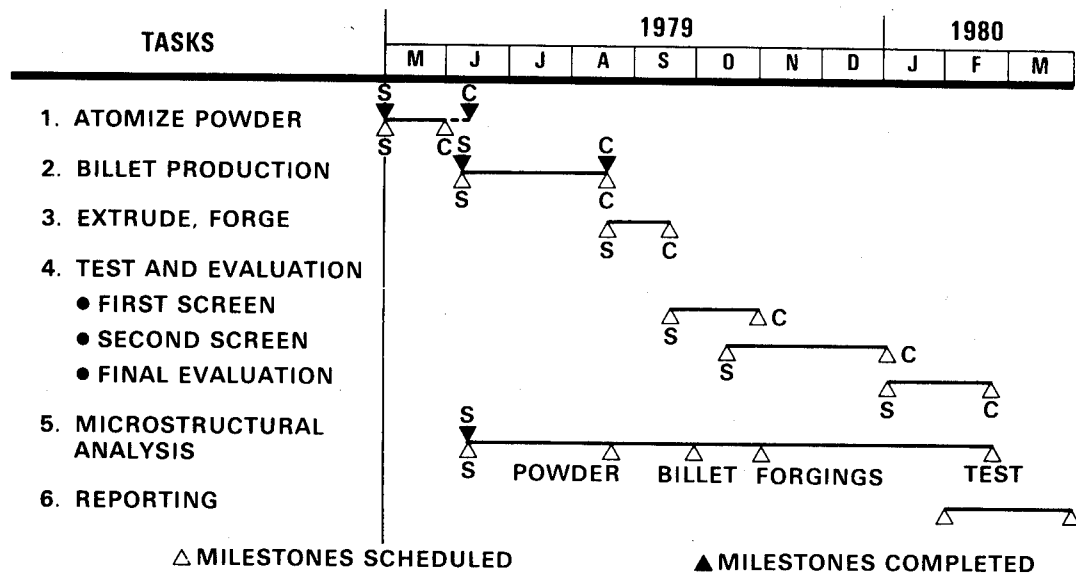 TASKS
1979 1980
M J J A S O N D J F M
S C
1. ATOMIZE POWDER
S C S C
2. BILLET PRODUCTION
S C
3. EXTRUDE, FORGE
S C
4. TEST AND EVALUATION
● FIRST SCREEN
C
S
● SECOND SCREEN
C
S
● FINAL EVALUATION
S C
S
5. MICROSTRUCTURAL
ANALYSIS
S POWDER BILLET FORGINGS TEST
6. REPORTING
△ MILESTONES SCHEDULED ▲ MILESTONES COMPLETED